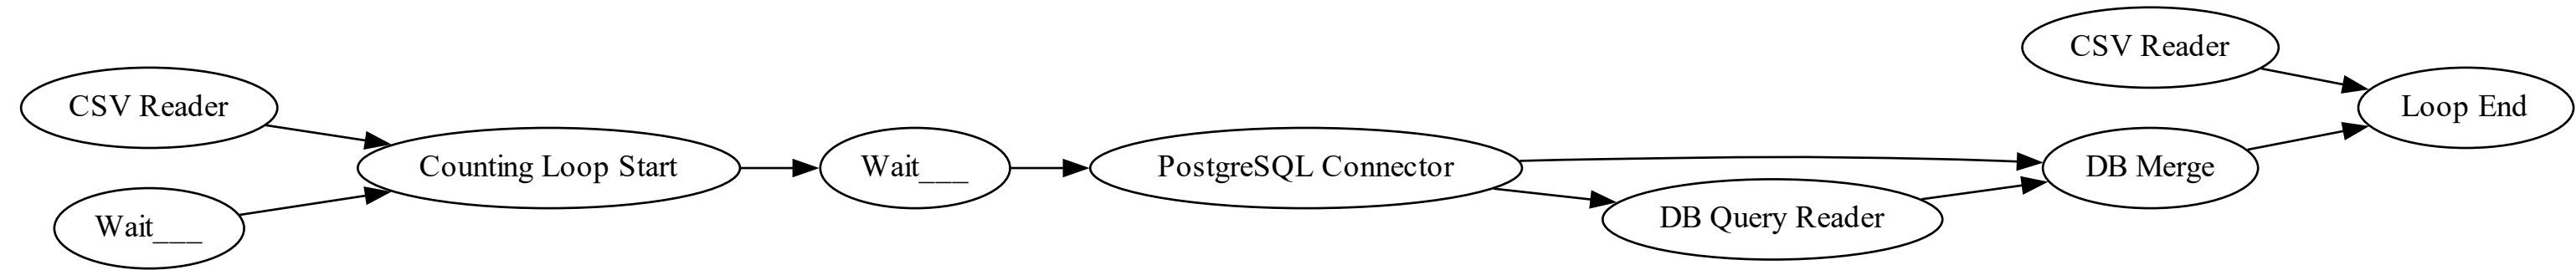 CSV Reader
Wait___
Counting Loop Start
Wait___
PostgreSQL Connector
DB Query Reader
CSV Reader
DB Merge
Loop End